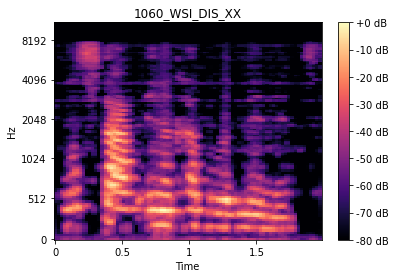 1060_WSI_DIS_XX
Hz
8192
4096
2048
1024
512
0
0
0.5
1
1.5
Time
+0 dB
-10 dB
-20 dB
-30 dB
-40 dB
-50 dB
-60 dB
-70 dB
-80 dB